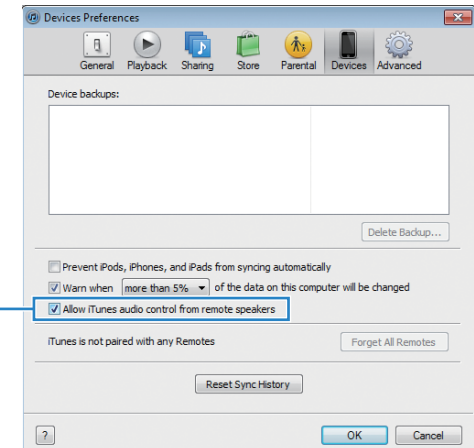 Devices Preferences
General Playback Sharing Store Parental Devices Advanced
Device backups:
Delete Backup...
Prevent iPods, iPhones, and iPads from syncing automatically
Warn when more than 5% of the data on this computer will be changed
Allow iTunes audio control from remote speakers
iTunes is not paired with any Remotes Forget All Remotes
Reset Sync History
? OK Cancel